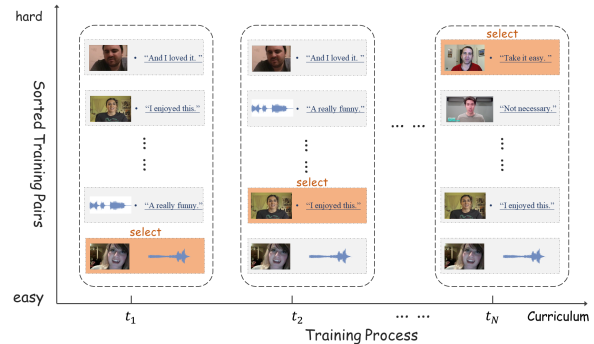 hard
Sorted Training Pairs
easy
"And I loved it. "
"I enjoyed this."
"A really funny."
select
"And I loved it. "
"A really funny."
select
"I enjoyed this."
... ...
select
"Take it easy. "
"Not necessary."
"I enjoyed this."
t1
t2
... ...
tN
Curriculum
Training Process